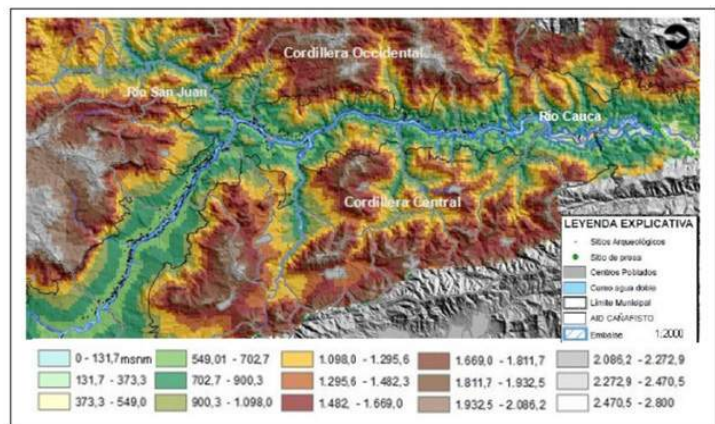 Cordillera Occidental
Río San Juan
Río Cauca
Cordillera Central
LEYENDA EXPLICATIVA
Sitios Arqueológicos
Sitio de presa
Centros Poblados
Curso agua doble
Límite Municipal
AID CAÑAFISTO
Embalse 1:2000
0 - 131,7 msnm 549,01 - 702,7 1.098,0 - 1.295,6 1.669,0 - 1.811,7 2.086,2 - 2.272,9
131,7 - 373,3 702,7 - 900,3 1.295,6 - 1.482,3 1.811,7 - 1.932,5 2.272,9 - 2.470,5
373,3 - 549,0 900,3 - 1.098,0 1.482, - 1.669,0 1.932,5 - 2.086,2 2.470,5 - 2.800